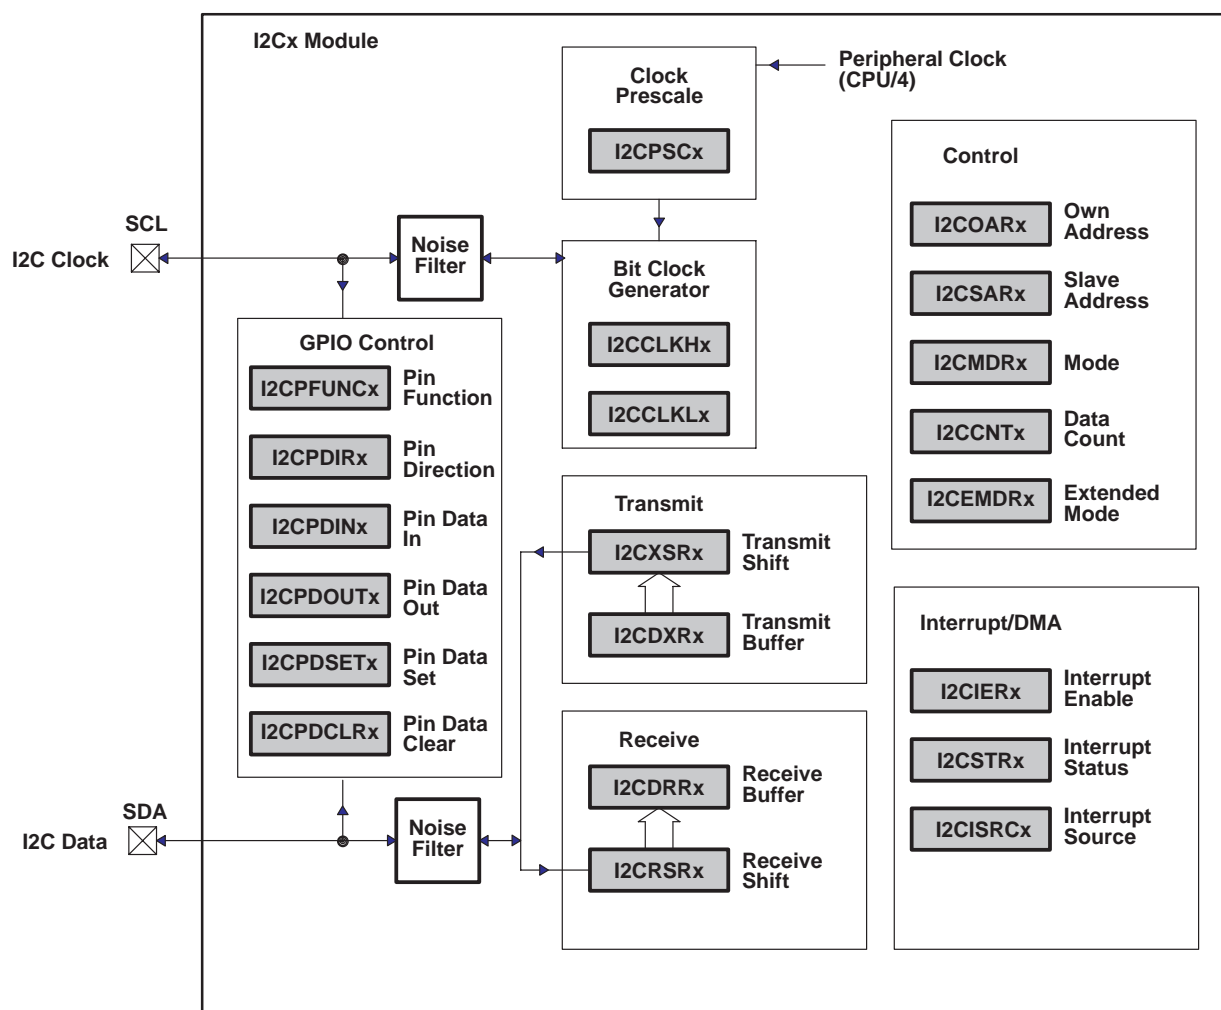 I2Cx Module
Peripheral Clock
(CPU/4)
Clock
Prescale
I2CPSCx
SCL
I2C Clock
Noise
Filter
Bit Clock
Generator
I2CCLKHx
I2CCLKLx
GPIO Control
I2CPFUNCx
Pin
Function
I2CPDIRx
Pin
Direction
I2CPDINx
Pin Data
In
I2CPDOUTx
Pin Data
Out
I2CPDSETx
Pin Data
Set
I2CPDCLRx
Pin Data
Clear
SDA
I2C Data
Noise
Filter
Transmit
I2CXSRx
Transmit
Shift
I2CDXRx
Transmit
Buffer
Receive
I2CDRRx
Receive
Buffer
I2CRSRx
Receive
Shift
Control
I2COARx
Own
Address
I2CSARx
Slave
Address
I2CMDRx
Mode
I2CCNTx
Data
Count
I2CEMDRx
Extended
Mode
Interrupt/DMA
I2CIERx
Interrupt
Enable
I2CSTRx
Interrupt
Status
I2CISRCx
Interrupt
Source